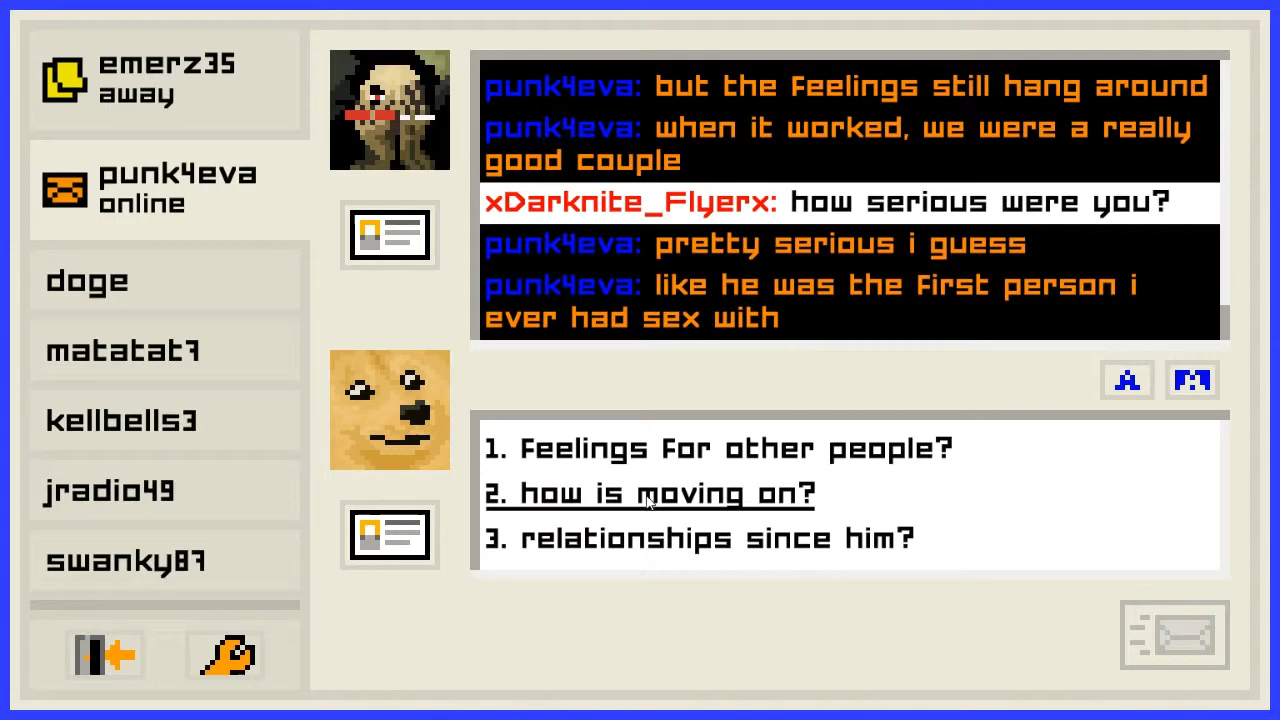 emerz35
away
punk4eva
online
doge
matatat7
kellbells3
jradio49
swanky87
punk4eva: but the Feelings still hang around
punk4eva: when it worked, we were a really
good couple
xDarknite_Flyerx: how serious were you?
punk4eva: pretty serious i guess
punk4eva: like he was the First person i
ever had sex with
A
1. Feelings For other people?
2. how is moving on?
3. relationships since him?